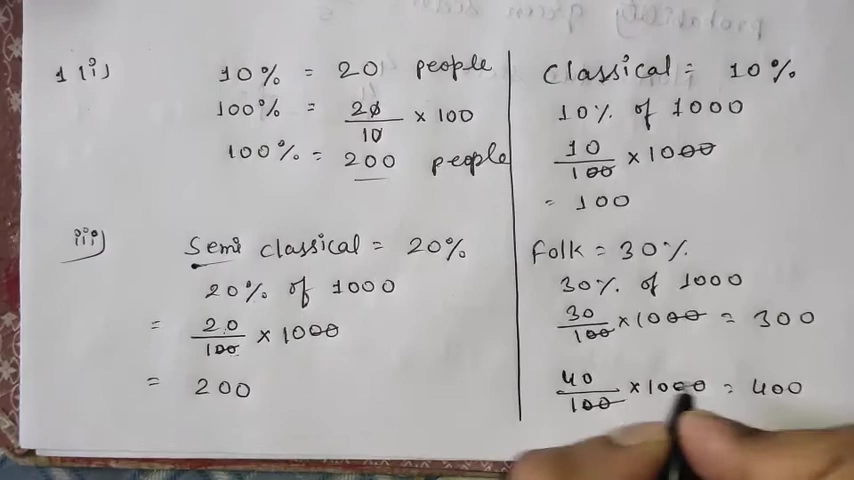 1 (ii)
10% = 20 people
100% = 20/10 × 100
100% = 200 people
iii)
Semi classical = 20%
20% of 1000
= 20/100 × 1000
= 200
Classical = 10%
10% of 1000
10/100 × 1000
= 100
Folk = 30%
30% of 1000
30/100 × 1000 = 300
40/100 × 1000 = 400